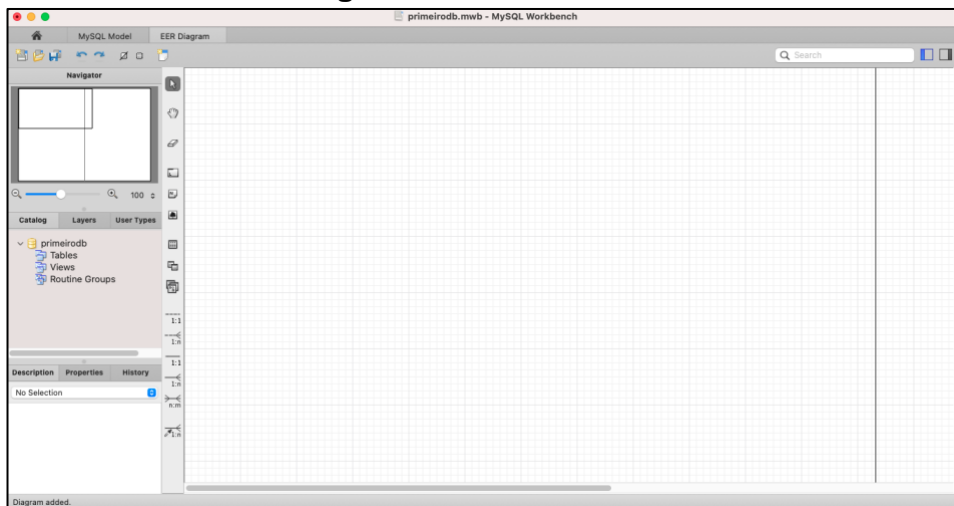 primeirodb.mwb - MySQL Workbench
MySQL Model
EER Diagram
Search
Navigator
100
Catalog
Layers
User Types
primeirodb
Tables
Views
Routine Groups
1:1
1:n
1:1
1:n
n:m
1:n
Description
Properties
History
No Selection
Diagram added.